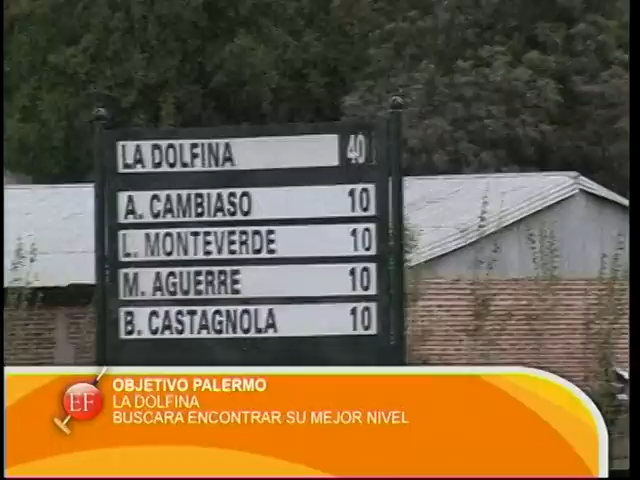 LA DOLFINA 40
A. CAMBIASO 10
L. MONTEVERDE 10
M. AGUERRE 10
B. CASTAGNOLA 10
EF
OBJETIVO PALERMO
LA DOLFINA
BUSCARA ENCONTRAR SU MEJOR NIVEL